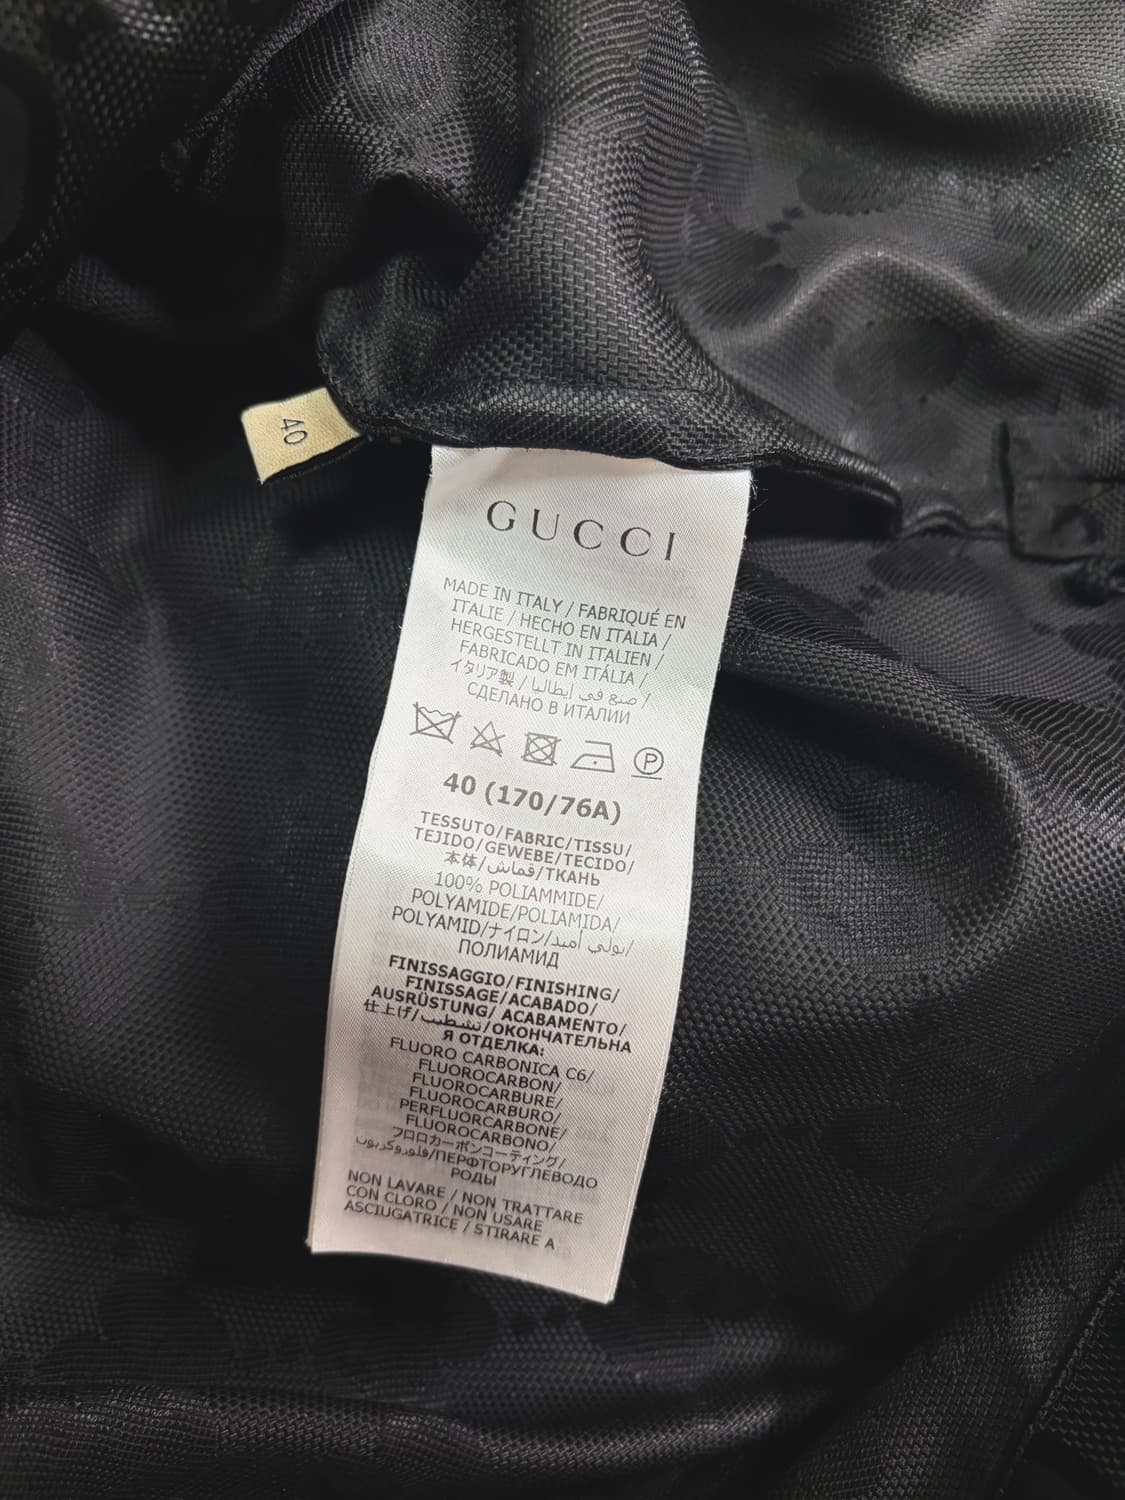 40
GUCCI
MADE IN ITALY / FABRIQUÉ EN
ITALIE / HECHO EN ITALIA /
HERGESTELLT IN ITALIEN /
FABRICADO EM ITÁLIA /
イタリア製 / صنع في إيطاليا /
СДЕЛАНО В ИТАЛИИ
P
40 (170/76A)
TESSUTO/FABRIC/TISSU/
TEJIDO/GEWEBE/TECIDO/
本体/قماش/ТКАНЬ
100% POLIAMMIDE/
POLYAMIDE/POLIAMIDA/
POLYAMID/ナイロン/بولي أميد/
ПОЛИАМИД
FINISSAGGIO/FINISHING/
FINISSAGE/ACABADO/
AUSRÜSTUNG/ ACABAMENTO/
仕上げ/تشطيب/ОКОНЧАТЕЛЬНА
Я ОТДЕЛКА:
FLUORO CARBONICA C6/
FLUOROCARBON/
FLUOROCARBURE/
FLUOROCARBURO/
PERFLUORCARBONE/
FLUOROCARBONO/
フロロカーボンコーティング/
فلوروكربون/ПЕРФТОРУГЛЕВОДО
РОДЫ
NON LAVARE / NON TRATTARE
CON CLORO / NON USARE
ASCIUGATRICE / STIRARE A